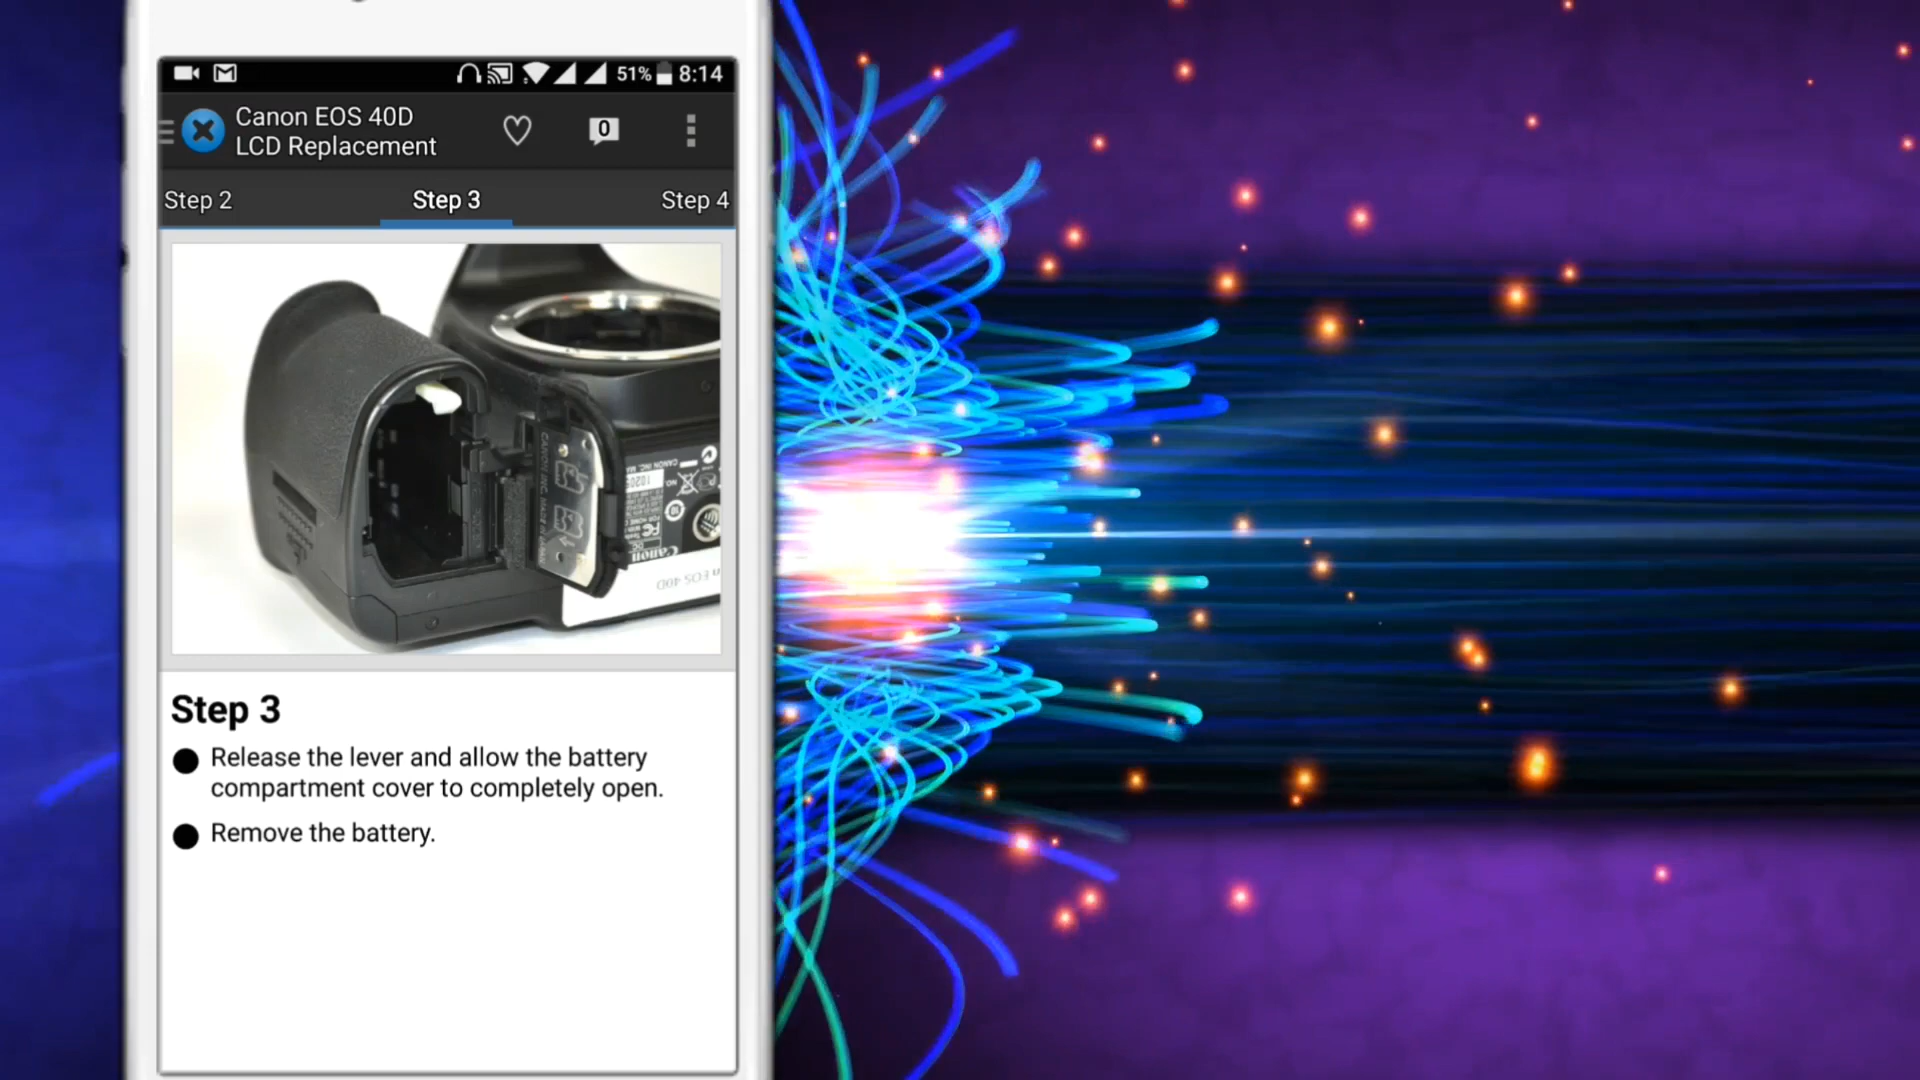 51% 8:14
Canon EOS 40D
LCD Replacement
0
Step 2 Step 3 Step 4
Canon
Step 3
Release the lever and allow the battery
compartment cover to completely open.
Remove the battery.